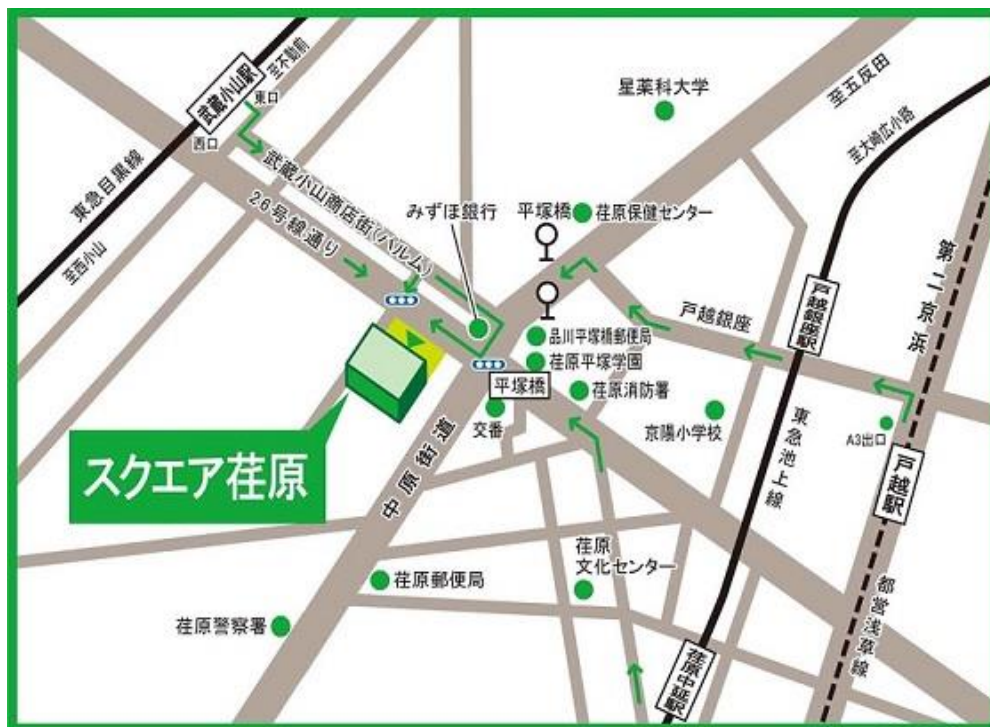 武蔵小山駅
至不動前
東口
西口
東急目黒線
至西小山
武蔵小山商店街(パルム)
26号線通り
みずほ銀行
平塚橋
荏原保健センター
星薬科大学
至五反田
至大崎広小路
第二京浜
戸越銀座駅
戸越銀座
品川平塚橋郵便局
荏原平塚学園
平塚橋
荏原消防署
交番
京陽小学校
A3出口
戸越駅
東急池上線
都営浅草線
スクエア荏原
中原街道
荏原
文化センター
荏原郵便局
荏原警察署
荏原中延駅